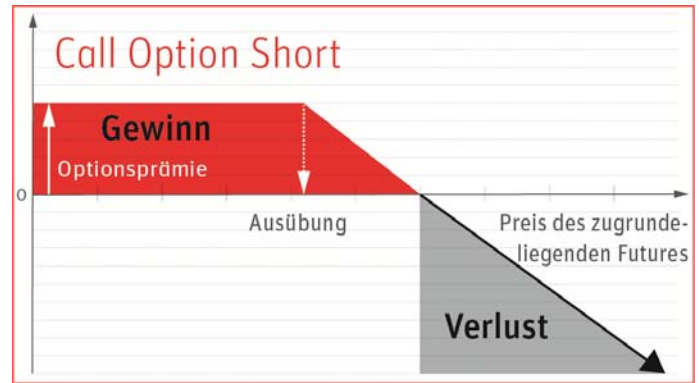 Call Option Short
Gewinn
Optionsprämie
0
Ausübung
Preis des zugrunde-
liegenden Futures
Verlust